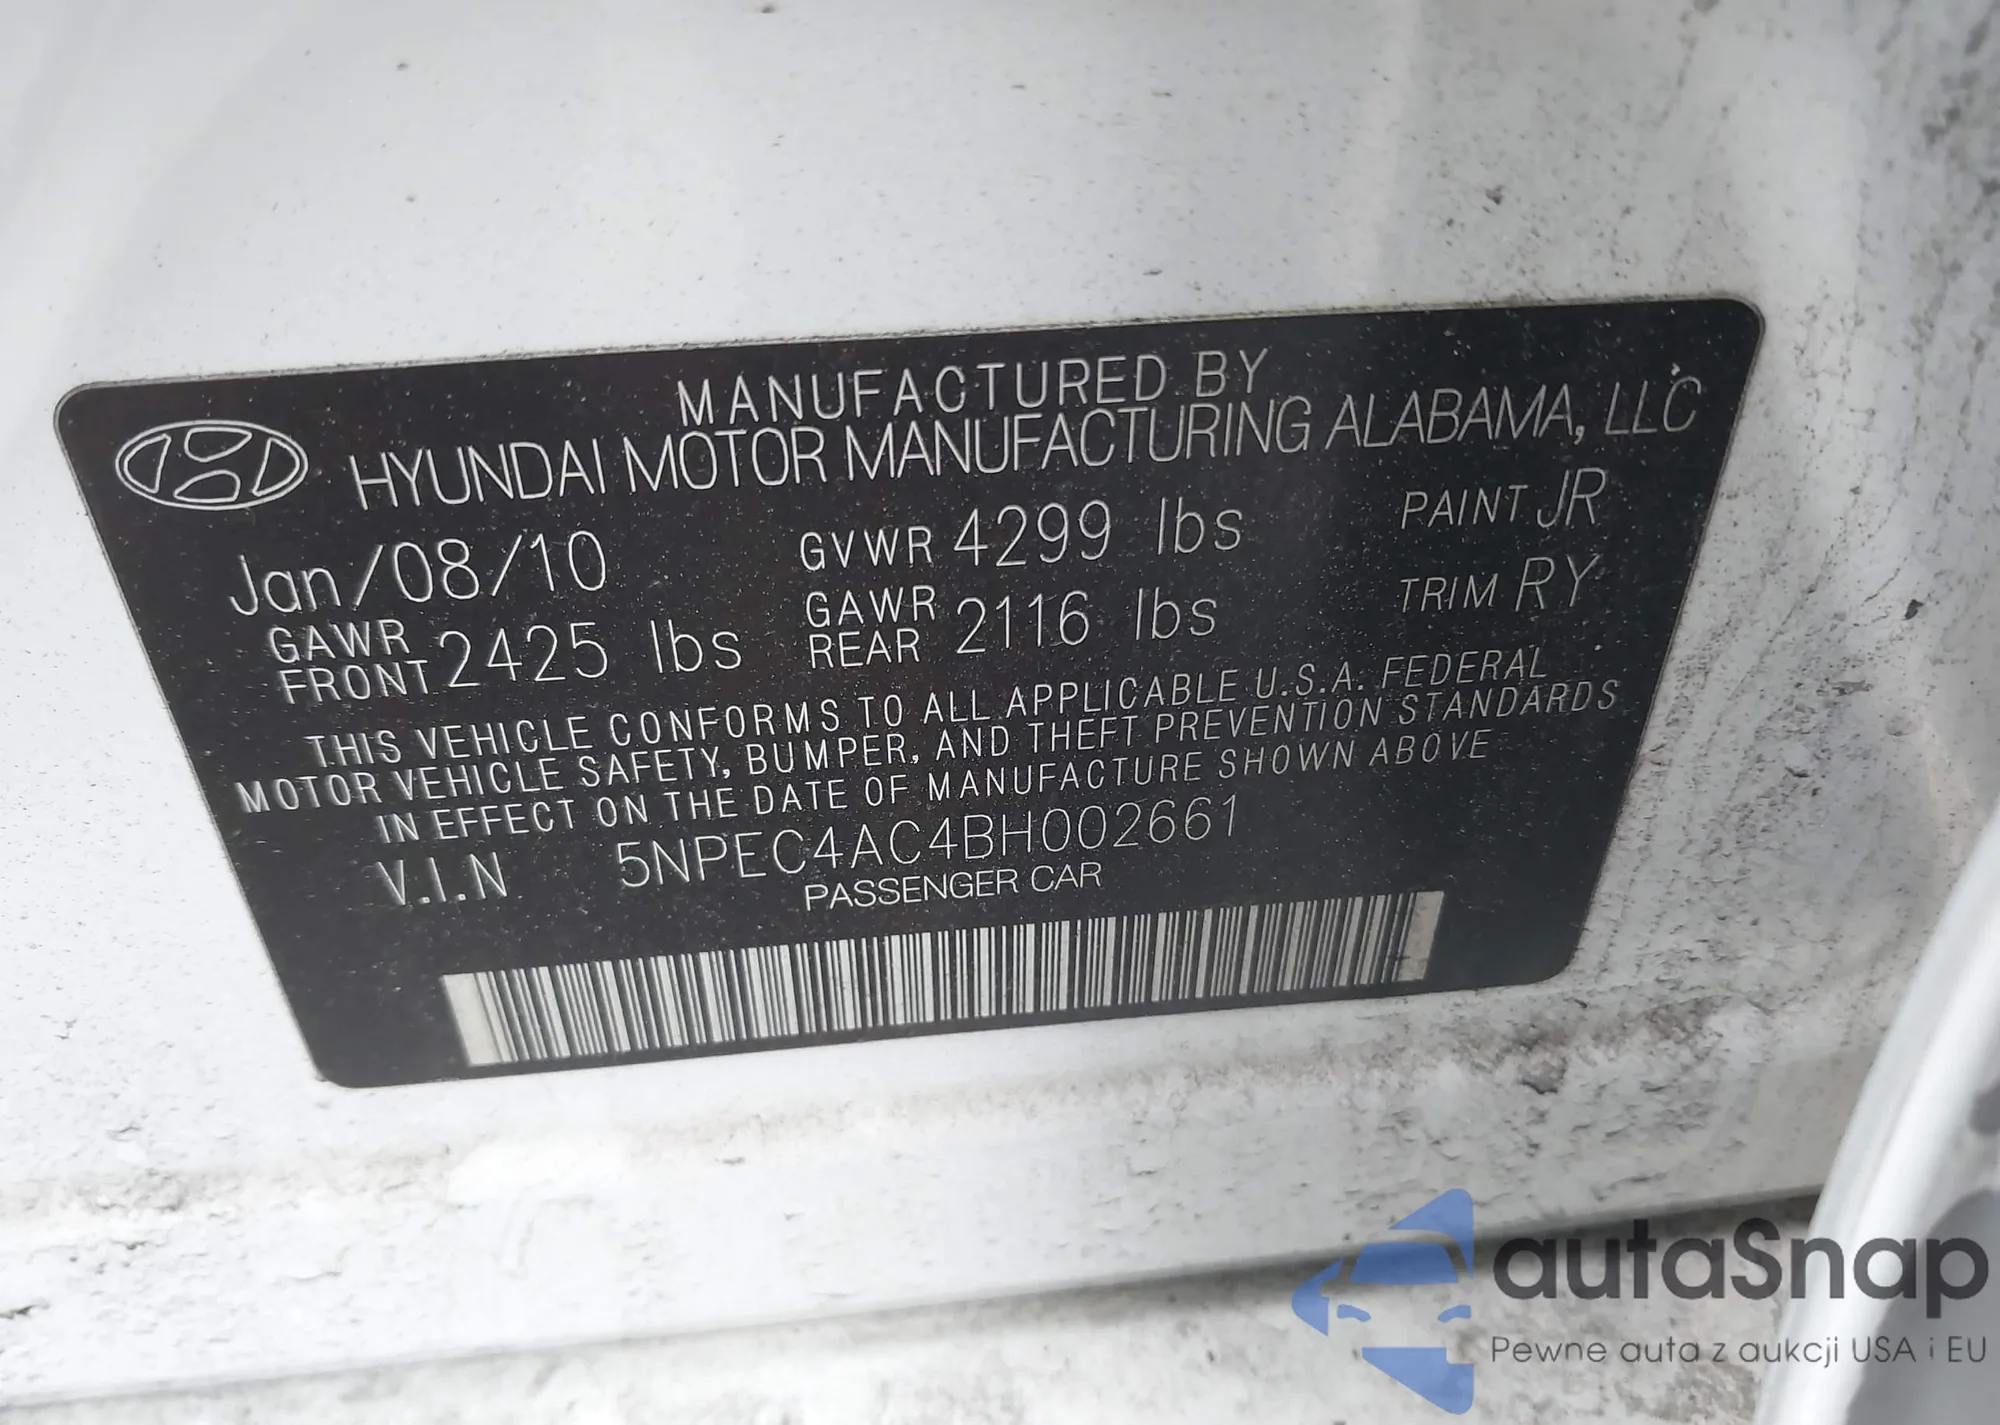 MANUFACTURED BY
HYUNDAI MOTOR MANUFACTURING ALABAMA, LLC
Jan/08/10 GVWR 4299 lbs PAINT JR
GAWR FRONT 2425 lbs GAWR REAR 2116 lbs TRIM RY
THIS VEHICLE CONFORMS TO ALL APPLICABLE U.S.A. FEDERAL
MOTOR VEHICLE SAFETY, BUMPER, AND THEFT PREVENTION STANDARDS
IN EFFECT ON THE DATE OF MANUFACTURE SHOWN ABOVE
V.I.N 5NPEC4AC4BH002661
PASSENGER CAR
autaSnap
Pewne auta z aukcji USA i EU